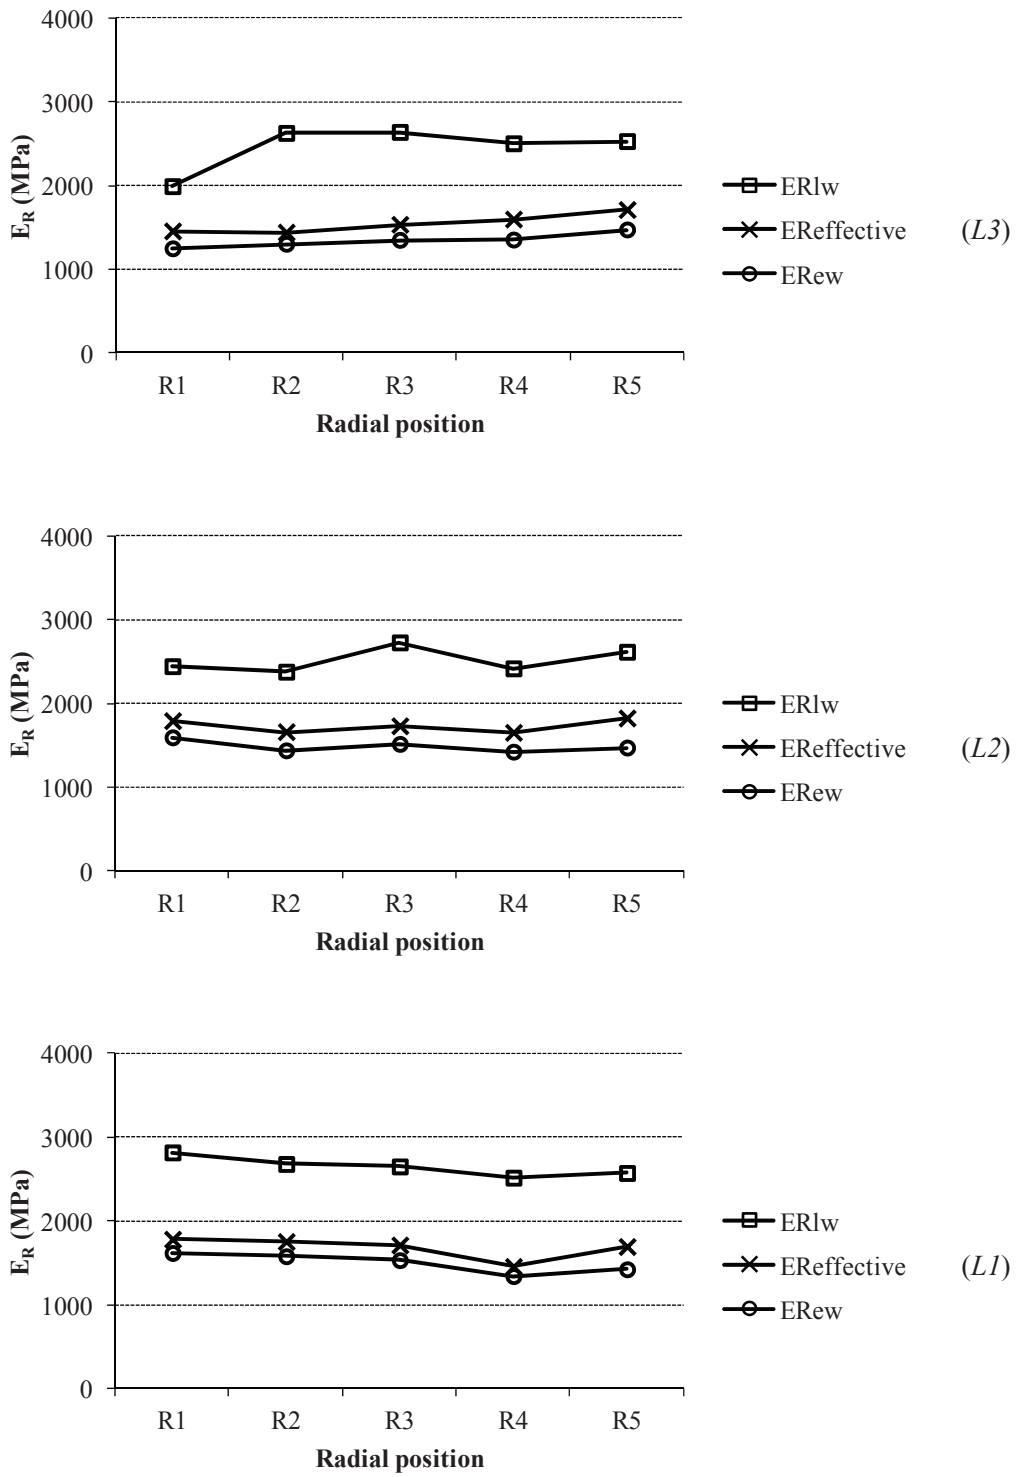 4000
3000
2000
1000
0
E_R (MPa)
R1 R2 R3 R4 R5
Radial position
ERlw
EReffective
ERew
(L3)
4000
3000
2000
1000
0
E_R (MPa)
R1 R2 R3 R4 R5
Radial position
ERlw
EReffective
ERew
(L2)
4000
3000
2000
1000
0
E_R (MPa)
R1 R2 R3 R4 R5
Radial position
ERlw
EReffective
ERew
(L1)